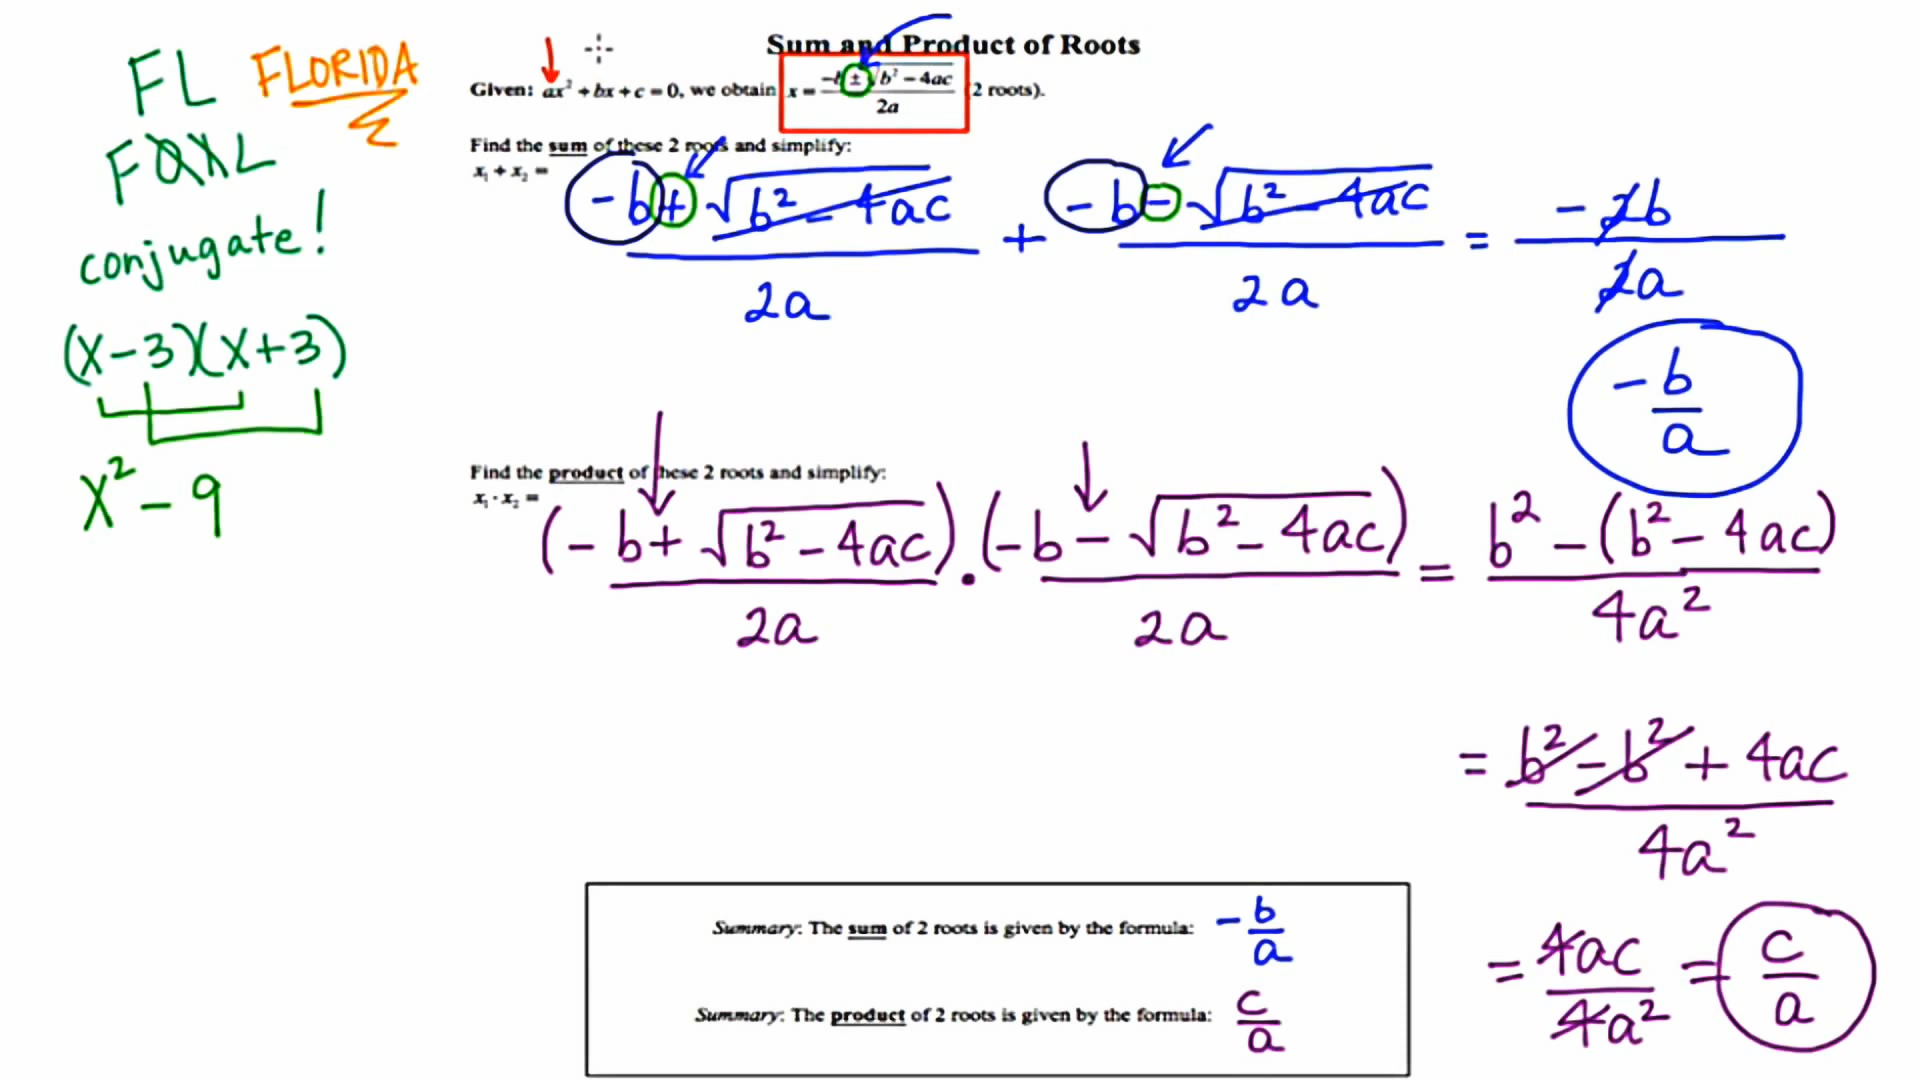 FL FLORIDA
FOIL
conjugate!
(x-3)(x+3)
x² - 9
Sum and Product of Roots
Given: ax² + bx + c = 0, we obtain x = (-b ± √(b² - 4ac))/(2a) (2 roots).
Find the sum of these 2 roots and simplify:
x₁ + x₂ =
(-b + √(b² - 4ac))/(2a) + (-b - √(b² - 4ac))/(2a) = (-2b)/(2a)
-b/a
Find the product of these 2 roots and simplify:
x₁ · x₂ =
(-b + √(b² - 4ac))/(2a) · (-b - √(b² - 4ac))/(2a) = (b² - (b² - 4ac))/(4a²)
= (b² - b² + 4ac)/(4a²)
= 4ac/4a² = c/a
Summary: The sum of 2 roots is given by the formula: -b/a
Summary: The product of 2 roots is given by the formula: c/a